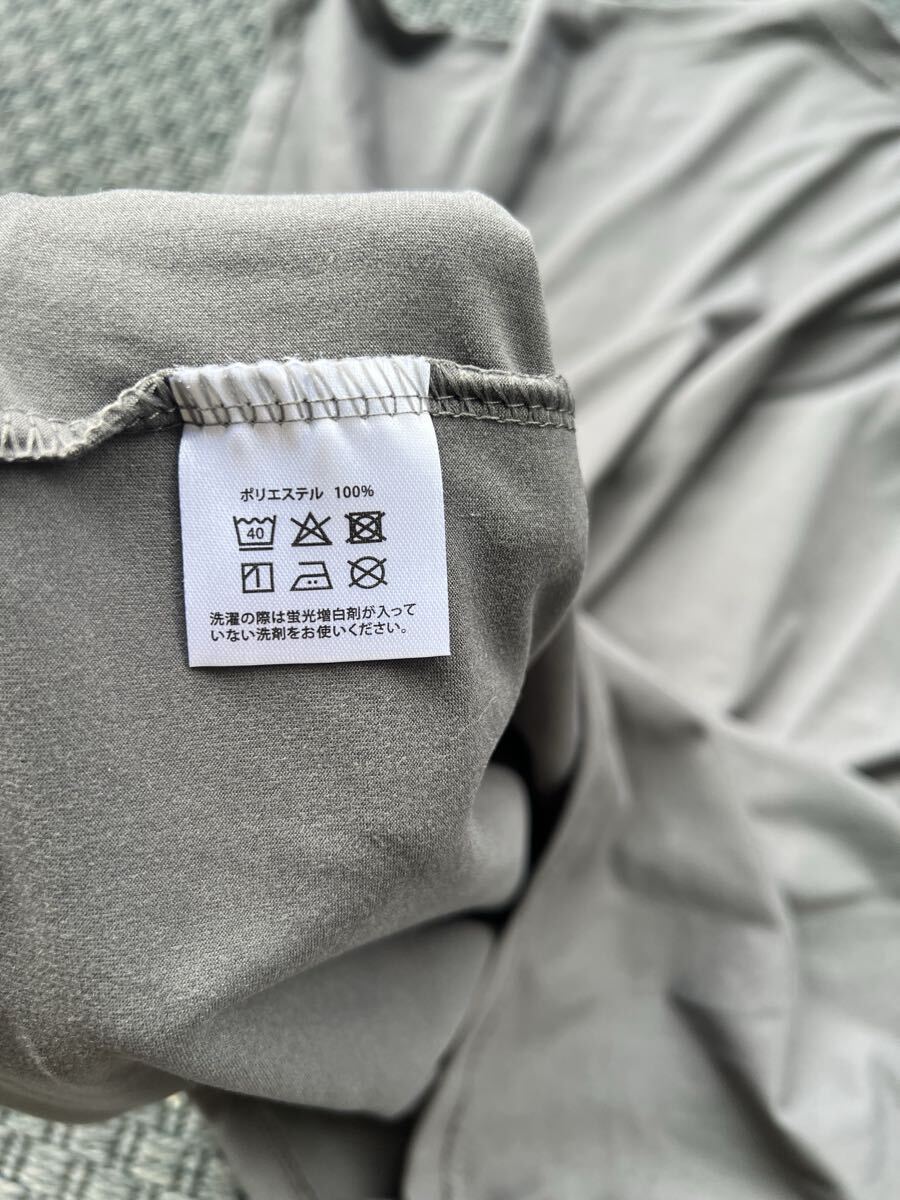 ポリエステル 100%
40
洗濯の際は蛍光増白剤が入って
いない洗剤をお使いください。